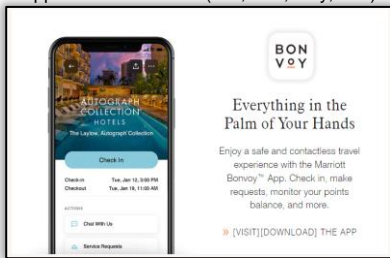 AUTOGRAPH
COLLECTION
HOTELS
The Laylow, Autograph Collection
Check In
Check-in Tue, Jan 12, 3:00 PM
Checkout Tue, Jan 19, 11:00 AM
ACTIONS
Chat With Us
Service Requests
BON
VOY
Everything in the
Palm of Your Hands
Enjoy a safe and contactless travel
experience with the Marriott
Bonvoy™ App. Check in, make
requests, monitor your points
balance, and more.
» [VISIT][DOWNLOAD] THE APP